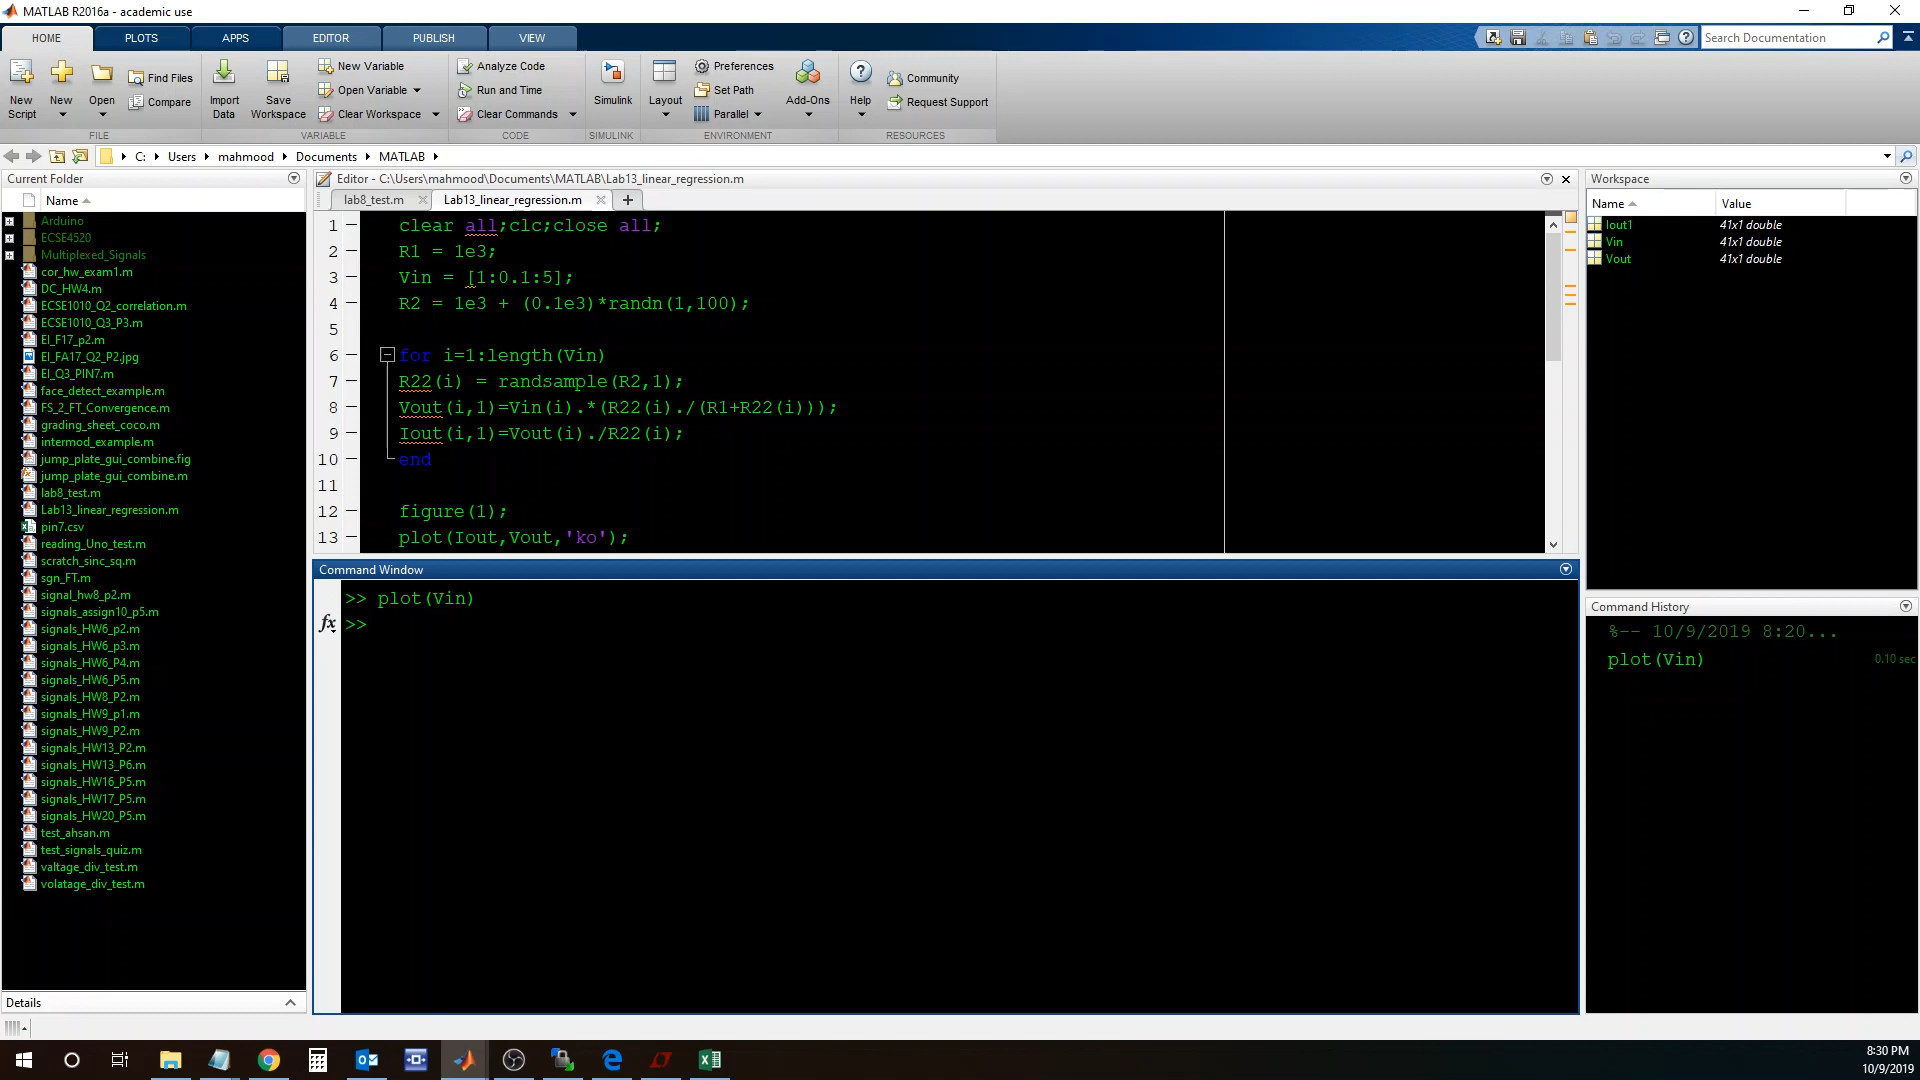 MATLAB R2016a - academic use
HOME PLOTS APPS EDITOR PUBLISH VIEW
Search Documentation
New Script
New
Open
Find Files
Compare
Import Data
Save Workspace
New Variable
Open Variable
Clear Workspace
Analyze Code
Run and Time
Clear Commands
Simulink
Layout
Preferences
Set Path
Parallel
Add-Ons
Help
Community
Request Support
FILE VARIABLE CODE SIMULINK ENVIRONMENT RESOURCES
C: Users mahmood Documents MATLAB
Current Folder
Name
Arduino
ECSE4520
Multiplexed_Signals
cor_hw_exam1.m
DC_HW4.m
ECSE1010_Q2_correlation.m
ECSE1010_Q3_P3.m
EI_F17_p2.m
EI_FA17_Q2_P2.jpg
EI_Q3_PIN7.m
face_detect_example.m
FS_2_FT_Convergence.m
grading_sheet_coco.m
intermod_example.m
jump_plate_gui_combine.fig
jump_plate_gui_combine.m
lab8_test.m
Lab13_linear_regression.m
pin7.csv
reading_Uno_test.m
scratch_sinc_sq.m
sgn_FT.m
signal_hw8_p2.m
signals_assign10_p5.m
signals_HW6_p2.m
signals_HW6_p3.m
signals_HW6_P4.m
signals_HW6_P5.m
signals_HW8_P2.m
signals_HW9_p1.m
signals_HW9_P2.m
signals_HW13_P2.m
signals_HW13_P6.m
signals_HW16_P5.m
signals_HW17_P5.m
signals_HW20_P5.m
test_ahsan.m
test_signals_quiz.m
valtage_div_test.m
volatage_div_test.m
Details
Editor - C:\Users\mahmood\Documents\MATLAB\Lab13_linear_regression.m
lab8_test.m Lab13_linear_regression.m
1 clear all;clc;close all;
2 R1 = 1e3;
3 Vin = [1:0.1:5];
4 R2 = 1e3 + (0.1e3)*randn(1,100);
5
6 for i=1:length(Vin)
7 R22(i) = randsample(R2,1);
8 Vout(i,1)=Vin(i).*(R22(i)./(R1+R22(i)));
9 Iout(i,1)=Vout(i)./R22(i);
10 end
11
12 figure(1);
13 plot(Iout,Vout,'ko');
Command Window
>> plot(Vin)
fx >>
Workspace
Name Value
Iout1 41x1 double
Vin 41x1 double
Vout 41x1 double
Command History
%-- 10/9/2019 8:20...
plot(Vin) 0.10 sec
8:30 PM
10/9/2019